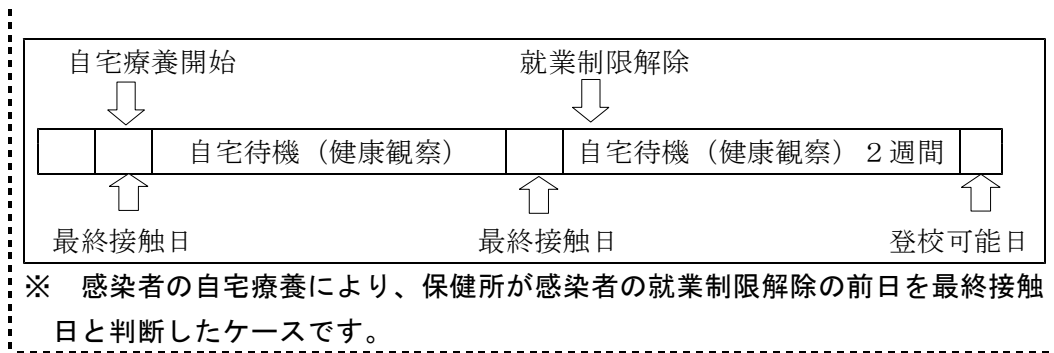 自宅療養開始 就業制限解除
自宅待機（健康観察） 自宅待機（健康観察）２週間
最終接触日 最終接触日 登校可能日
※　感染者の自宅療養により、保健所が感染者の就業制限解除の前日を最終接触
日と判断したケースです。